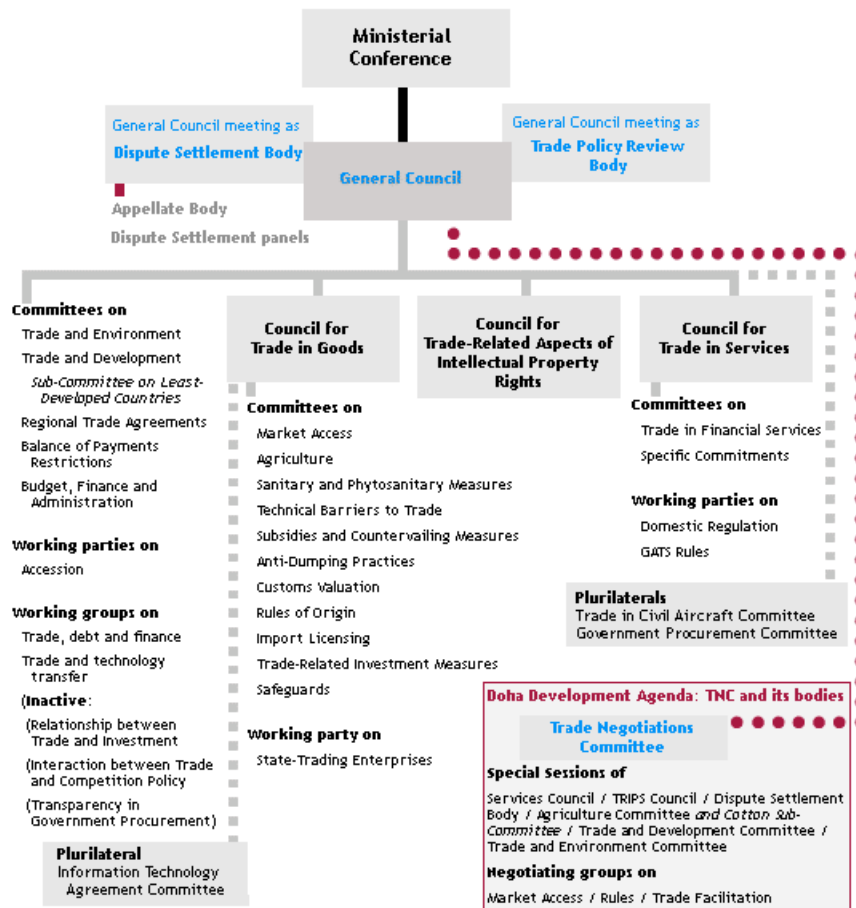 Ministerial
Conference
General Council meeting as
Dispute Settlement Body
General Council meeting as
Trade Policy Review
Body
General Council
Appellate Body
Dispute Settlement panels
Committees on
Trade and Environment
Trade and Development
Sub-Committee on Least-
Developed Countries
Regional Trade Agreements
Balance of Payments
Restrictions
Budget, Finance and
Administration
Working parties on
Accession
Working groups on
Trade, debt and finance
Trade and technology
transfer
(Inactive:
(Relationship between
Trade and Investment
(Interaction between Trade
and Competition Policy
(Transparency in
Government Procurement)
Plurilateral
Information Technology
Agreement Committee
Council for
Trade in Goods
Committees on
Market Access
Agriculture
Sanitary and Phytosanitary Measures
Technical Barriers to Trade
Subsidies and Countervailing Measures
Anti-Dumping Practices
Customs Valuation
Rules of Origin
Import Licensing
Trade-Related Investment Measures
Safeguards
Working party on
State-Trading Enterprises
Council for
Trade-Related Aspects of
Intellectual Property
Rights
Council for
Trade in Services
Committees on
Trade in Financial Services
Specific Commitments
Working parties on
Domestic Regulation
GATS Rules
Plurilaterals
Trade in Civil Aircraft Committee
Government Procurement Committee
Doha Development Agenda: TNC and its bodies
Trade Negotiations
Committee
Special Sessions of
Services Council / TRIPS Council / Dispute Settlement
Body / Agriculture Committee and Cotton Sub-
Committee / Trade and Development Committee /
Trade and Environment Committee
Negotiating groups on
Market Access / Rules / Trade Facilitation